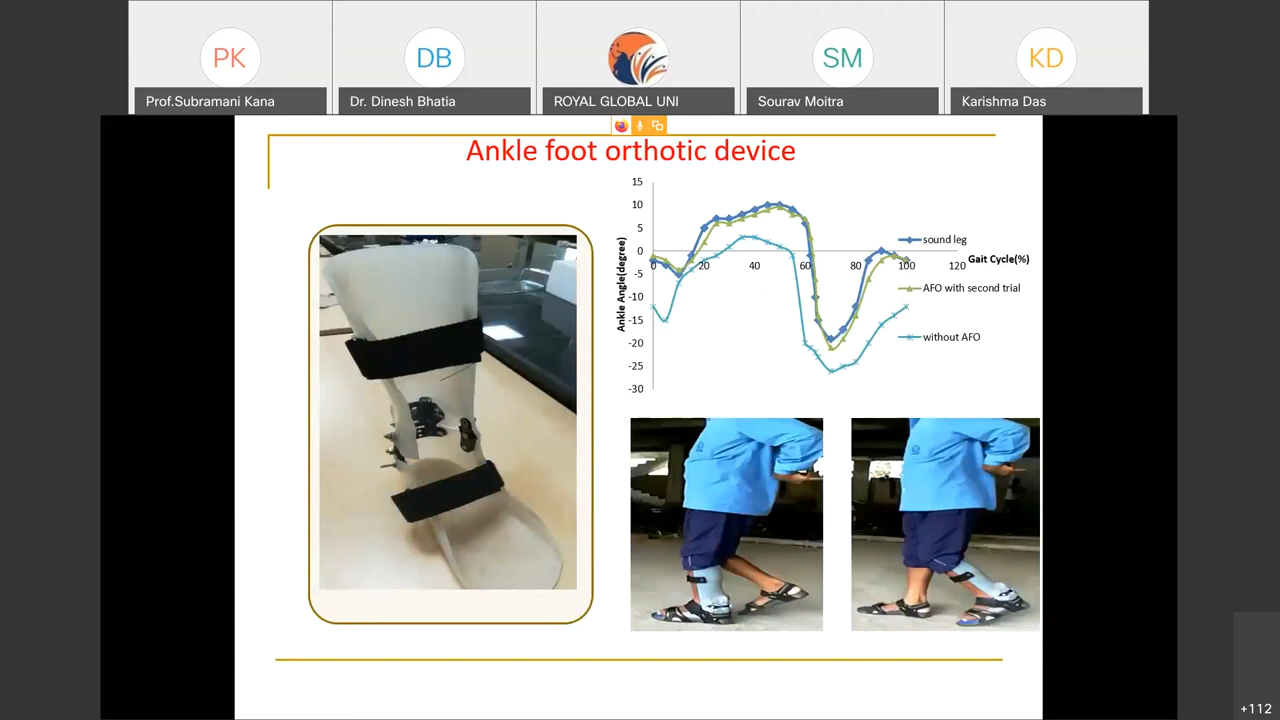 PK
DB
SM
KD
Prof.Subramani Kana
Dr. Dinesh Bhatia
ROYAL GLOBAL UNI
Sourav Moitra
Karishma Das
Ankle foot orthotic device
15
10
5
0
-5
-10
-15
-20
-25
-30
Ankle Angle(degree)
0
20
40
60
80
100
120
Gait Cycle(%)
sound leg
AFO with second trial
without AFO
+112